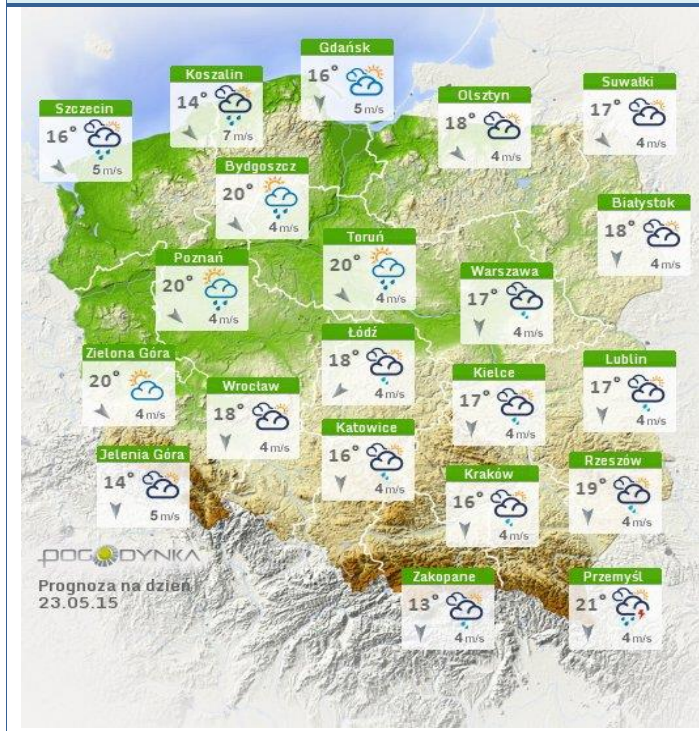 Gdańsk
16°
5 m/s
Koszalin
14°
7 m/s
Szczecin
16°
5 m/s
Olsztyn
18°
4 m/s
Suwałki
17°
4 m/s
Bydgoszcz
20°
4 m/s
Białystok
18°
4 m/s
Toruń
20°
4 m/s
Poznań
20°
4 m/s
Warszawa
17°
4 m/s
Łódź
18°
4 m/s
Zielona Góra
20°
4 m/s
Wrocław
18°
4 m/s
Kielce
17°
4 m/s
Lublin
17°
4 m/s
Katowice
16°
4 m/s
Jelenia Góra
14°
5 m/s
Kraków
16°
4 m/s
Rzeszów
19°
4 m/s
POGODYNKA
Prognoza na dzień
23.05.15
Zakopane
13°
4 m/s
Przemyśl
21°
4 m/s